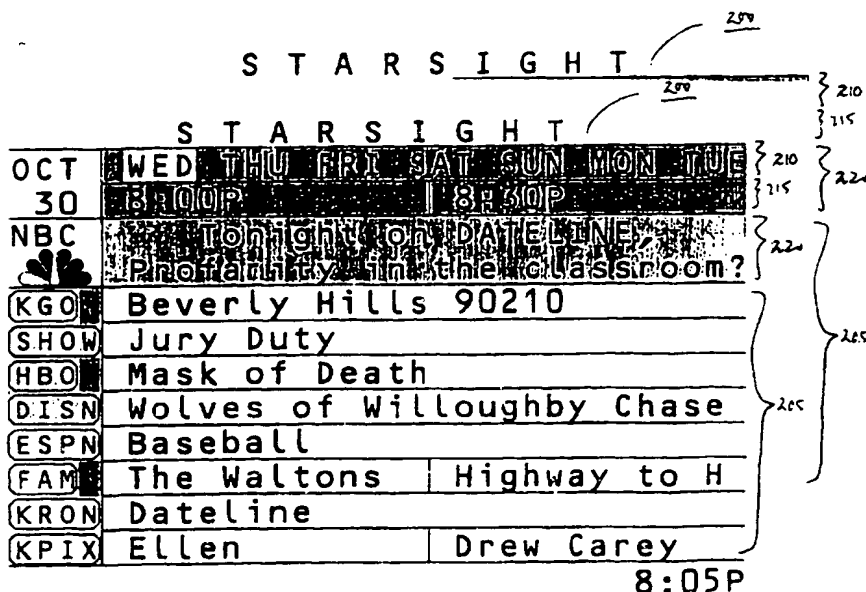 200
S T A R S I G H T
200
210
215
S T A R S I G H T
OCT WED THU FRI SAT SUN MON TUE 210
30 8:00P 8:30P 215 220
NBC Tonight on DATELINE,
Profanity in the classroom? 220
KGO Beverly Hills 90210
SHOW Jury Duty 205
HBO Mask of Death
DISN Wolves of Willoughby Chase 205
ESPN Baseball
FAM The Waltons Highway to H
KRON Dateline
KPIX Ellen Drew Carey
8:05P